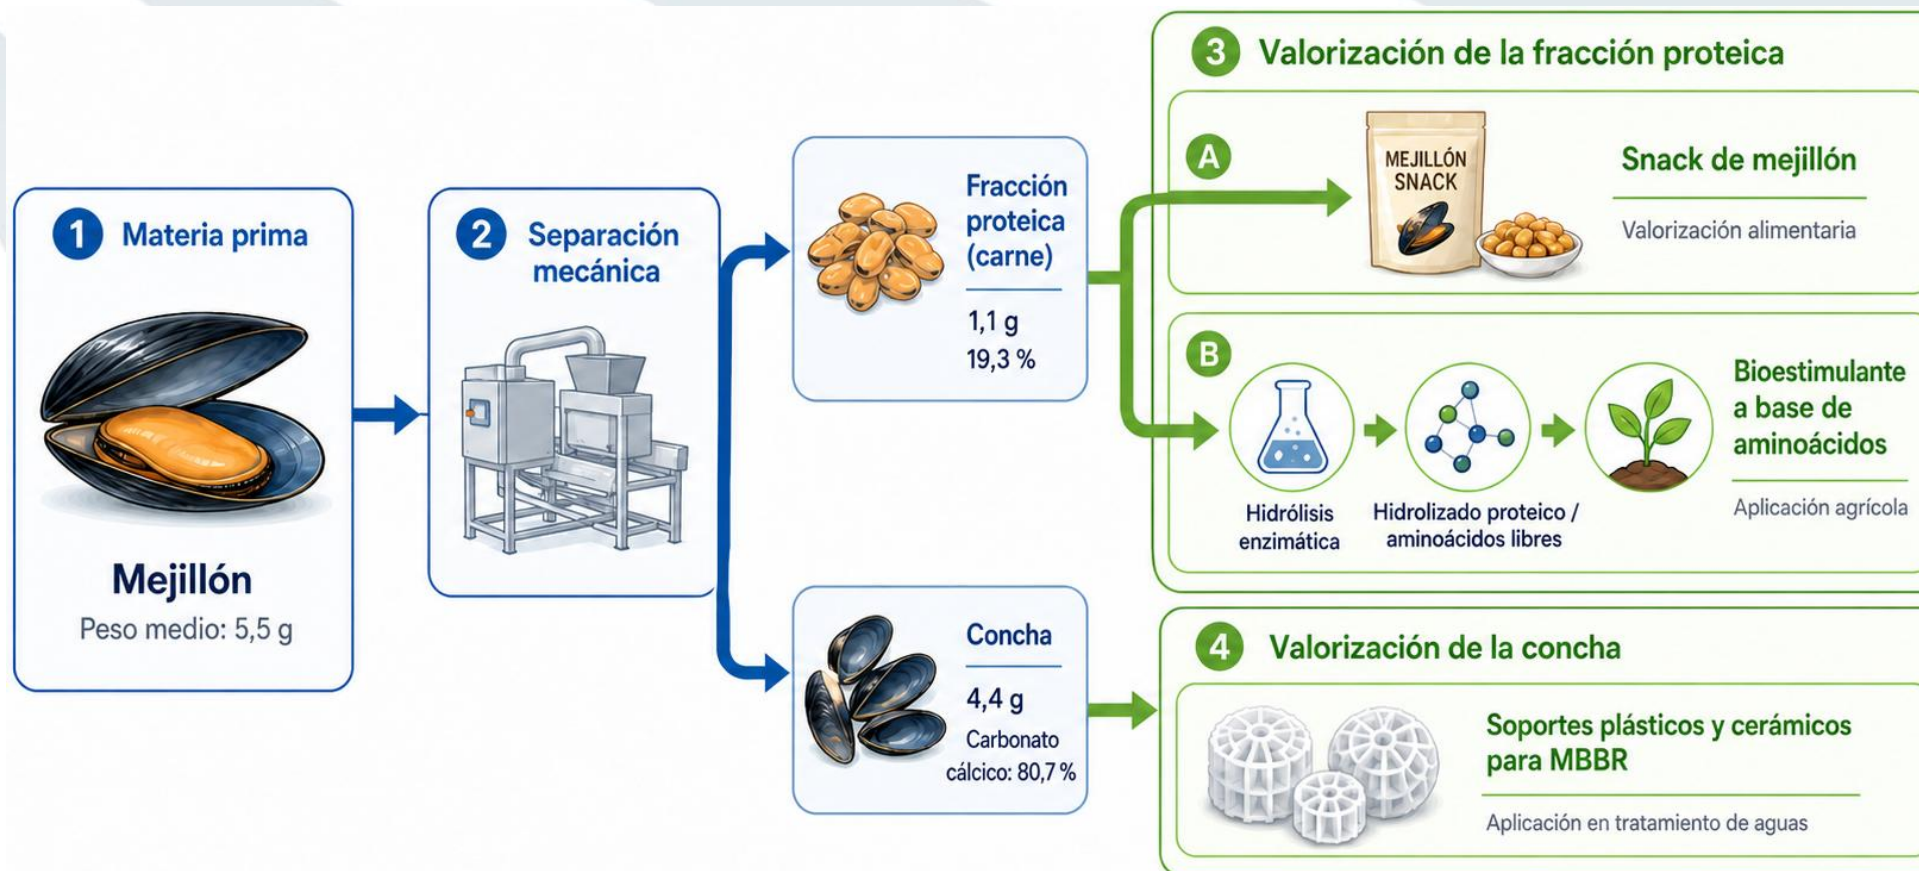 1 Materia prima
Mejillón
Peso medio: 5,5 g
2 Separación
mecánica
Fracción
proteica
(carne)
1,1 g
19,3 %
Concha
4,4 g
Carbonato
cálcico: 80,7 %
3 Valorización de la fracción proteica
A
MEJILLÓN
SNACK
Snack de mejillón
Valorización alimentaria
B
Hidrólisis
enzimática
Hidrolizado proteico /
aminoácidos libres
Bioestimulante
a base de
aminoácidos
Aplicación agrícola
4 Valorización de la concha
Soportes plásticos y cerámicos
para MBBR
Aplicación en tratamiento de aguas